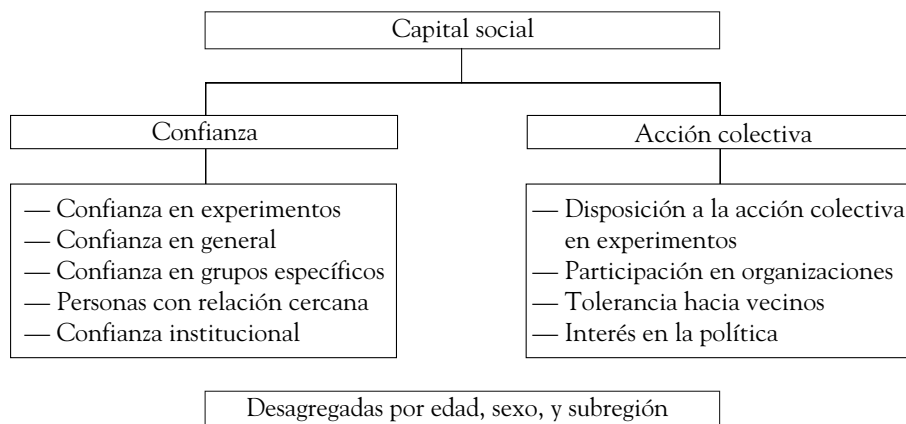 Capital social
Confianza
Acción colectiva
— Confianza en experimentos
— Confianza en general
— Confianza en grupos específicos
— Personas con relación cercana
— Confianza institucional
— Disposición a la acción colectiva
en experimentos
— Participación en organizaciones
— Tolerancia hacia vecinos
— Interés en la política
Desagregadas por edad, sexo, y subregión